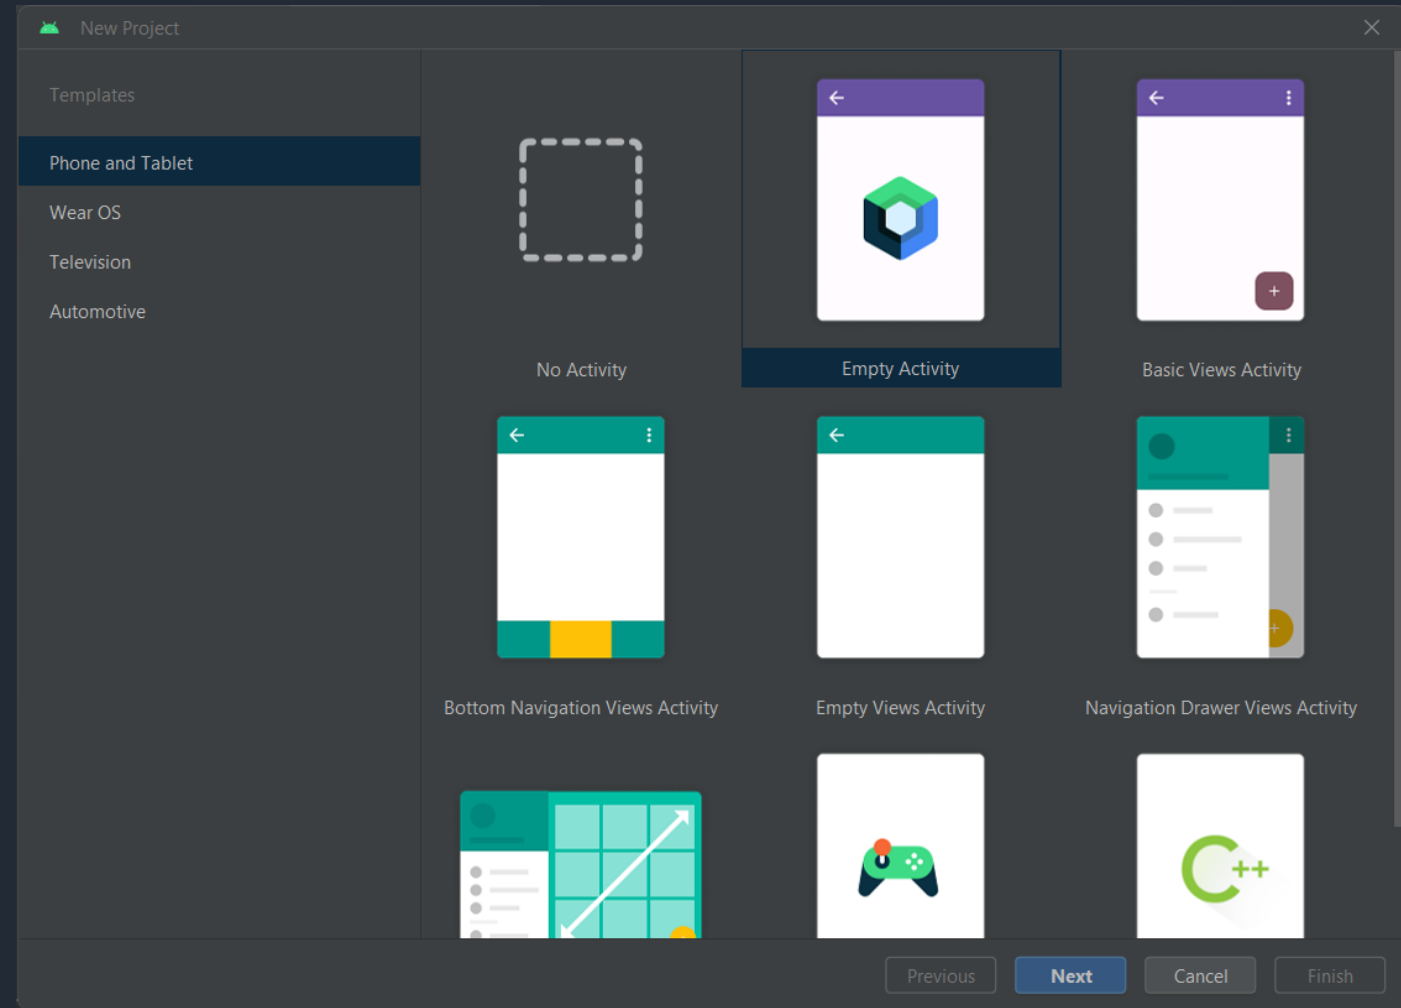 New Project
Templates
Phone and Tablet
Wear OS
Television
Automotive
No Activity
Empty Activity
Basic Views Activity
Bottom Navigation Views Activity
Empty Views Activity
Navigation Drawer Views Activity
C++
Previous
Next
Cancel
Finish